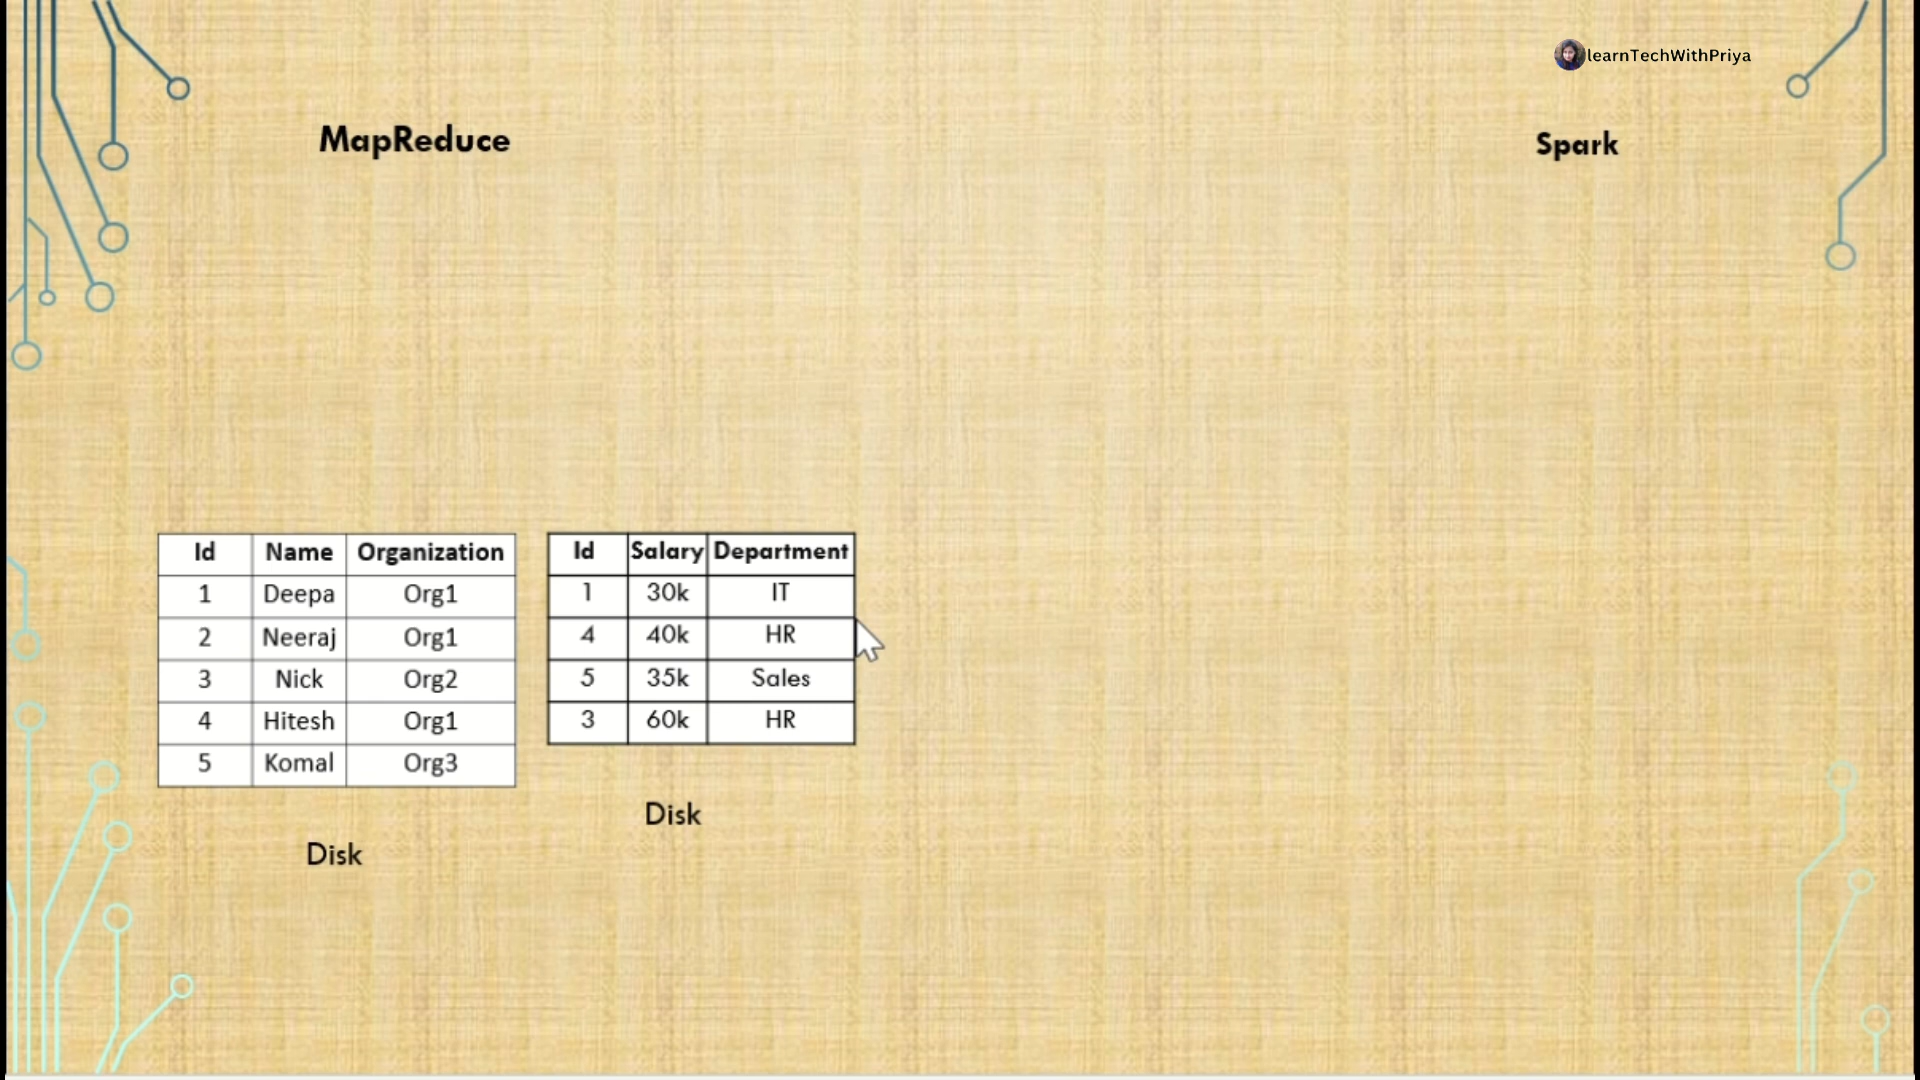 learnTechWithPriya
MapReduce
Spark
Id Name Organization
1 Deepa Org1
2 Neeraj Org1
3 Nick Org2
4 Hitesh Org1
5 Komal Org3
Disk
Id Salary Department
1 30k IT
4 40k HR
5 35k Sales
3 60k HR
Disk